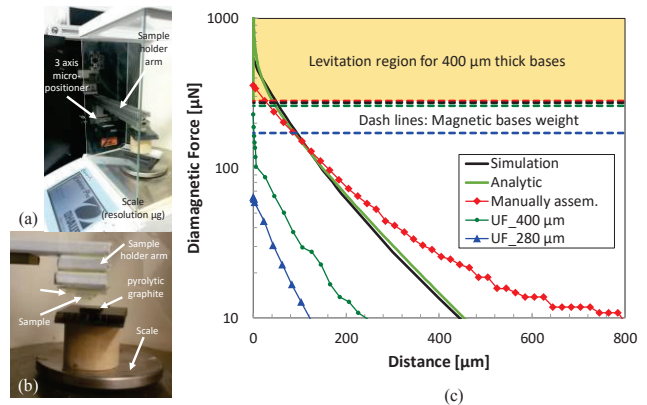 (a)
Sample
holder
arm
3 axis
micro-
positioner
Scale
(resolution µg)
(b)
Sample
holder arm
pyrolytic
graphite
Sample
Scale
Diamagnetic Force [µN]
1000
100
10
Levitation region for 400 µm thick bases
Dash lines: Magnetic bases weight
Simulation
Analytic
Manually assem.
UF_400 µm
UF_280 µm
0
200
400
600
800
Distance [µm]
(c)